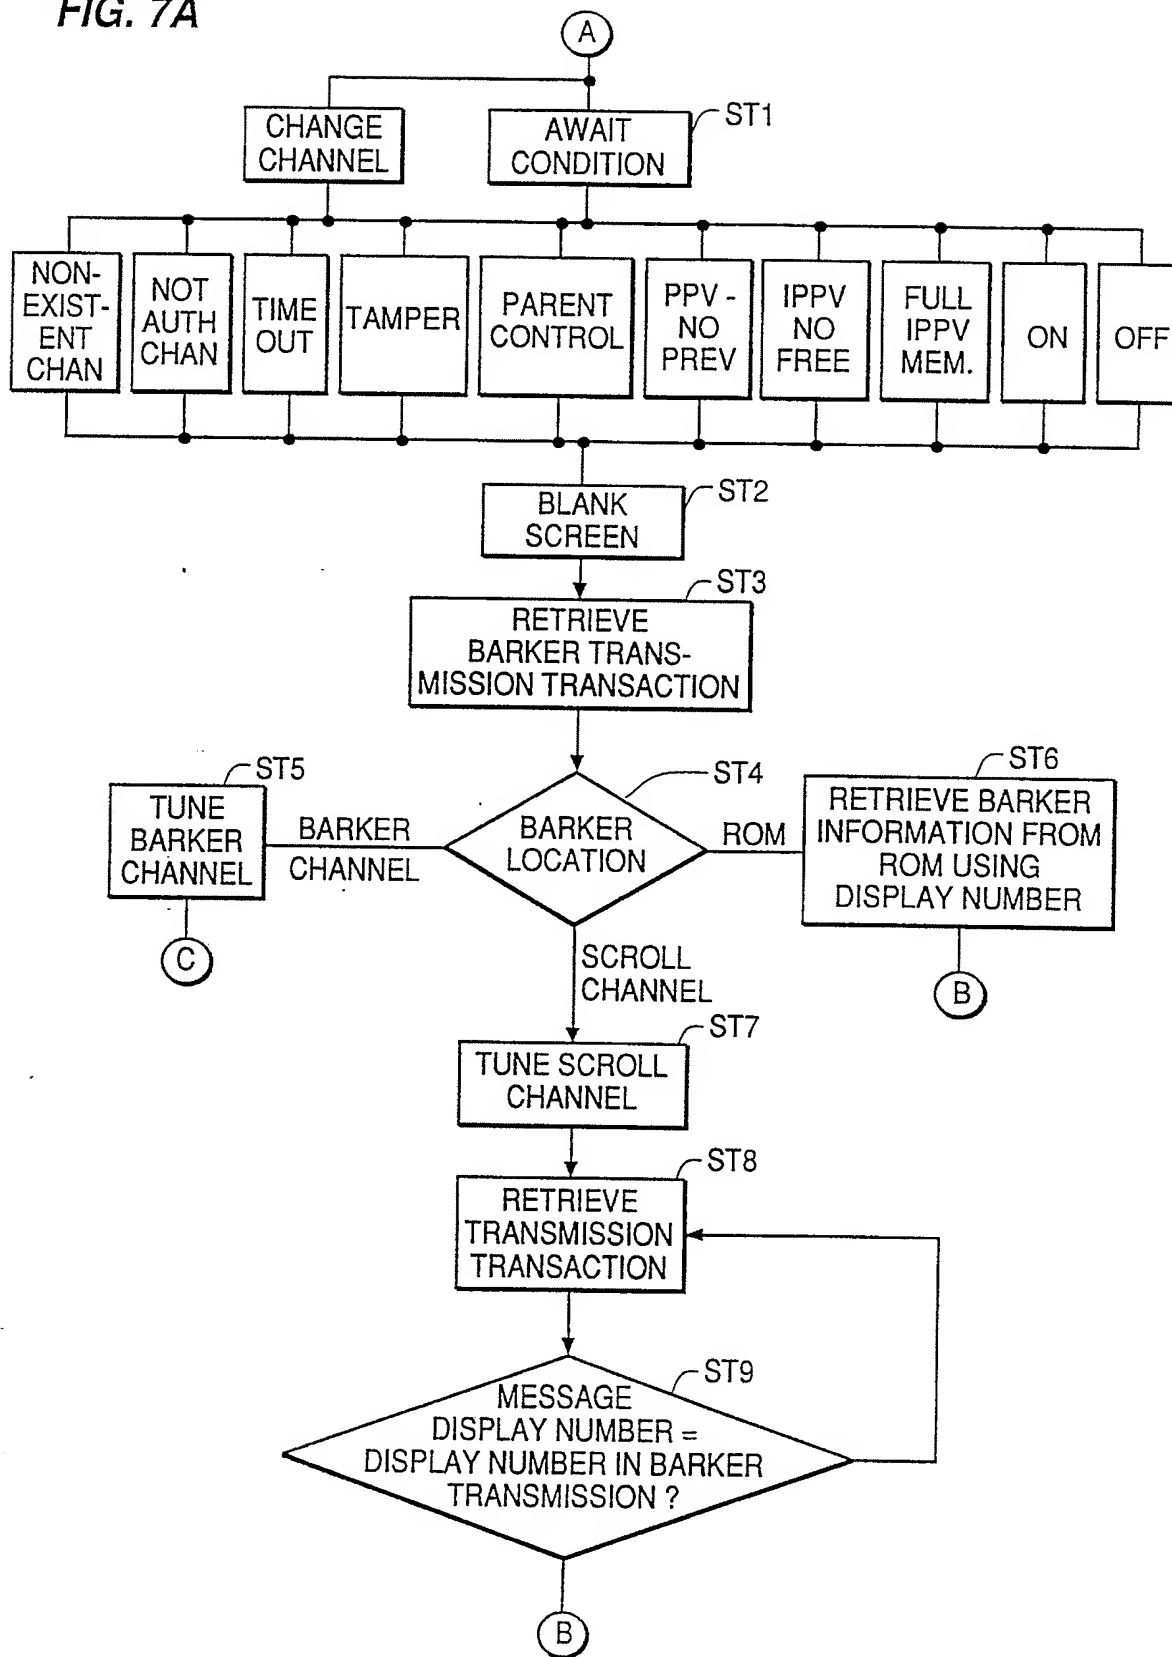 FIG. 7A
A
CHANGE
CHANNEL
AWAIT
CONDITION
ST1
NON-
EXIST-
ENT
CHAN
NOT
AUTH
CHAN
TIME
OUT
TAMPER
PARENT
CONTROL
PPV -
NO
PREV
IPPV
NO
FREE
FULL
IPPV
MEM.
ON
OFF
BLANK
SCREEN
ST2
RETRIEVE
BARKER TRANS-
MISSION TRANSACTION
ST3
BARKER
LOCATION
ST4
TUNE
BARKER
CHANNEL
ST5
BARKER
CHANNEL
C
ROM
RETRIEVE BARKER
INFORMATION FROM
ROM USING
DISPLAY NUMBER
ST6
B
SCROLL
CHANNEL
TUNE SCROLL
CHANNEL
ST7
RETRIEVE
TRANSMISSION
TRANSACTION
ST8
MESSAGE
DISPLAY NUMBER =
DISPLAY NUMBER IN BARKER
TRANSMISSION ?
ST9
B